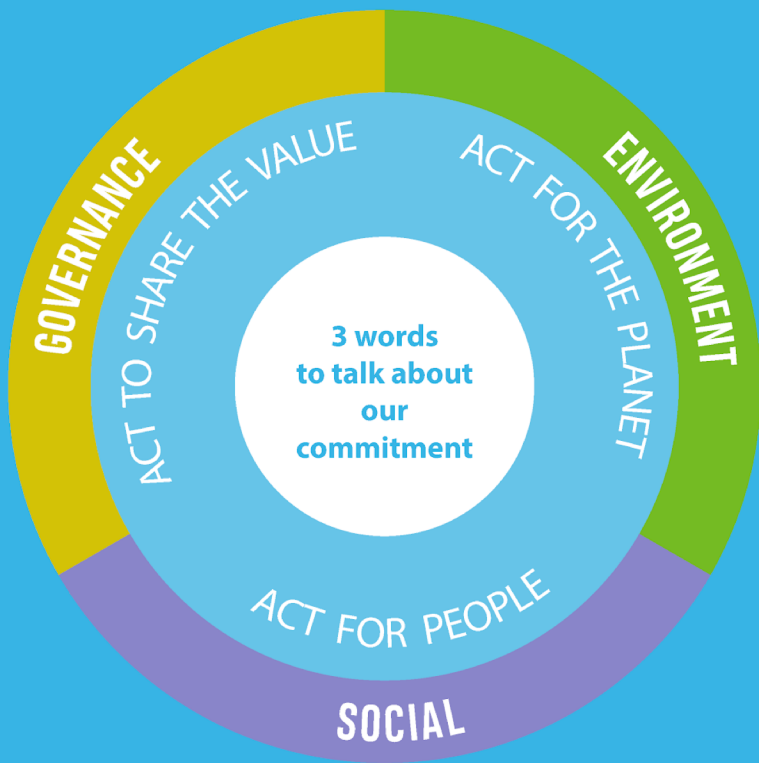 GOVERNANCE
ACT TO SHARE THE VALUE
ENVIRONMENT
ACT FOR THE PLANET
3 words
to talk about
our
commitment
ACT FOR PEOPLE
SOCIAL